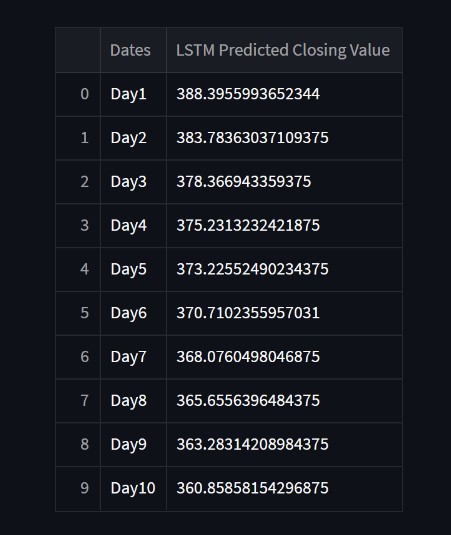 Dates LSTM Predicted Closing Value
0 Day1 388.3955993652344
1 Day2 383.78363037109375
2 Day3 378.366943359375
3 Day4 375.2313232421875
4 Day5 373.22552490234375
5 Day6 370.7102355957031
6 Day7 368.0760498046875
7 Day8 365.6556396484375
8 Day9 363.28314208984375
9 Day10 360.85858154296875